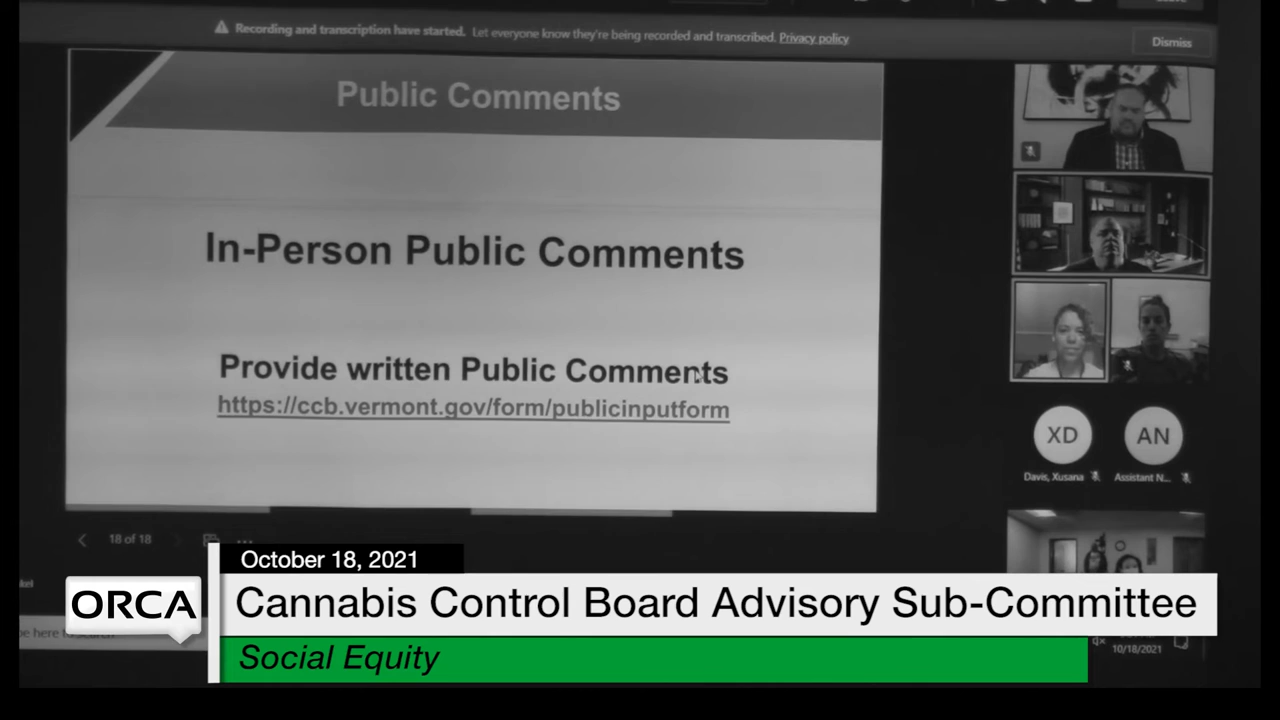 Recording and transcription have started. Let everyone know they're being recorded and transcribed. Privacy policy
Dismiss
Public Comments
In-Person Public Comments
Provide written Public Comments
https://ccb.vermont.gov/form/publicinputform
XD
AN
Davis, Xusana
Assistant N...
18 of 18
October 18, 2021
ORCA
Cannabis Control Board Advisory Sub-Committee
Social Equity
10/18/2021